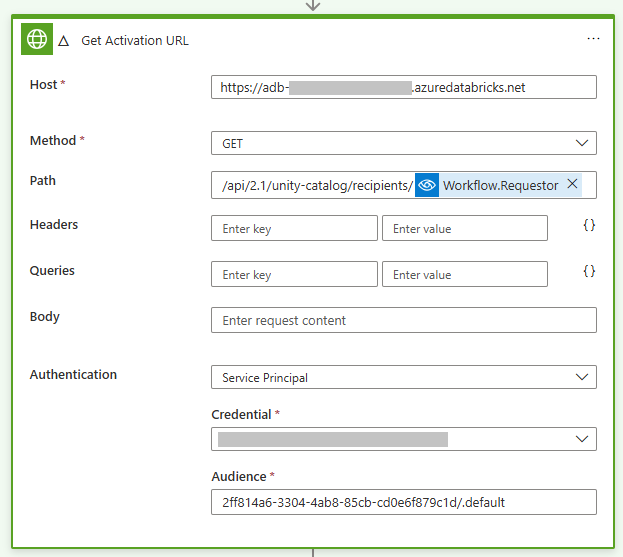 Get Activation URL
...
Host *
https://adb- .azuredatabricks.net
Method *
GET
Path
/api/2.1/unity-catalog/recipients/ Workflow.Requestor
Headers
Enter key Enter value {}
Queries
Enter key Enter value {}
Body
Enter request content
Authentication
Service Principal
Credential *
Audience *
2ff814a6-3304-4ab8-85cb-cd0e6f879c1d/.default